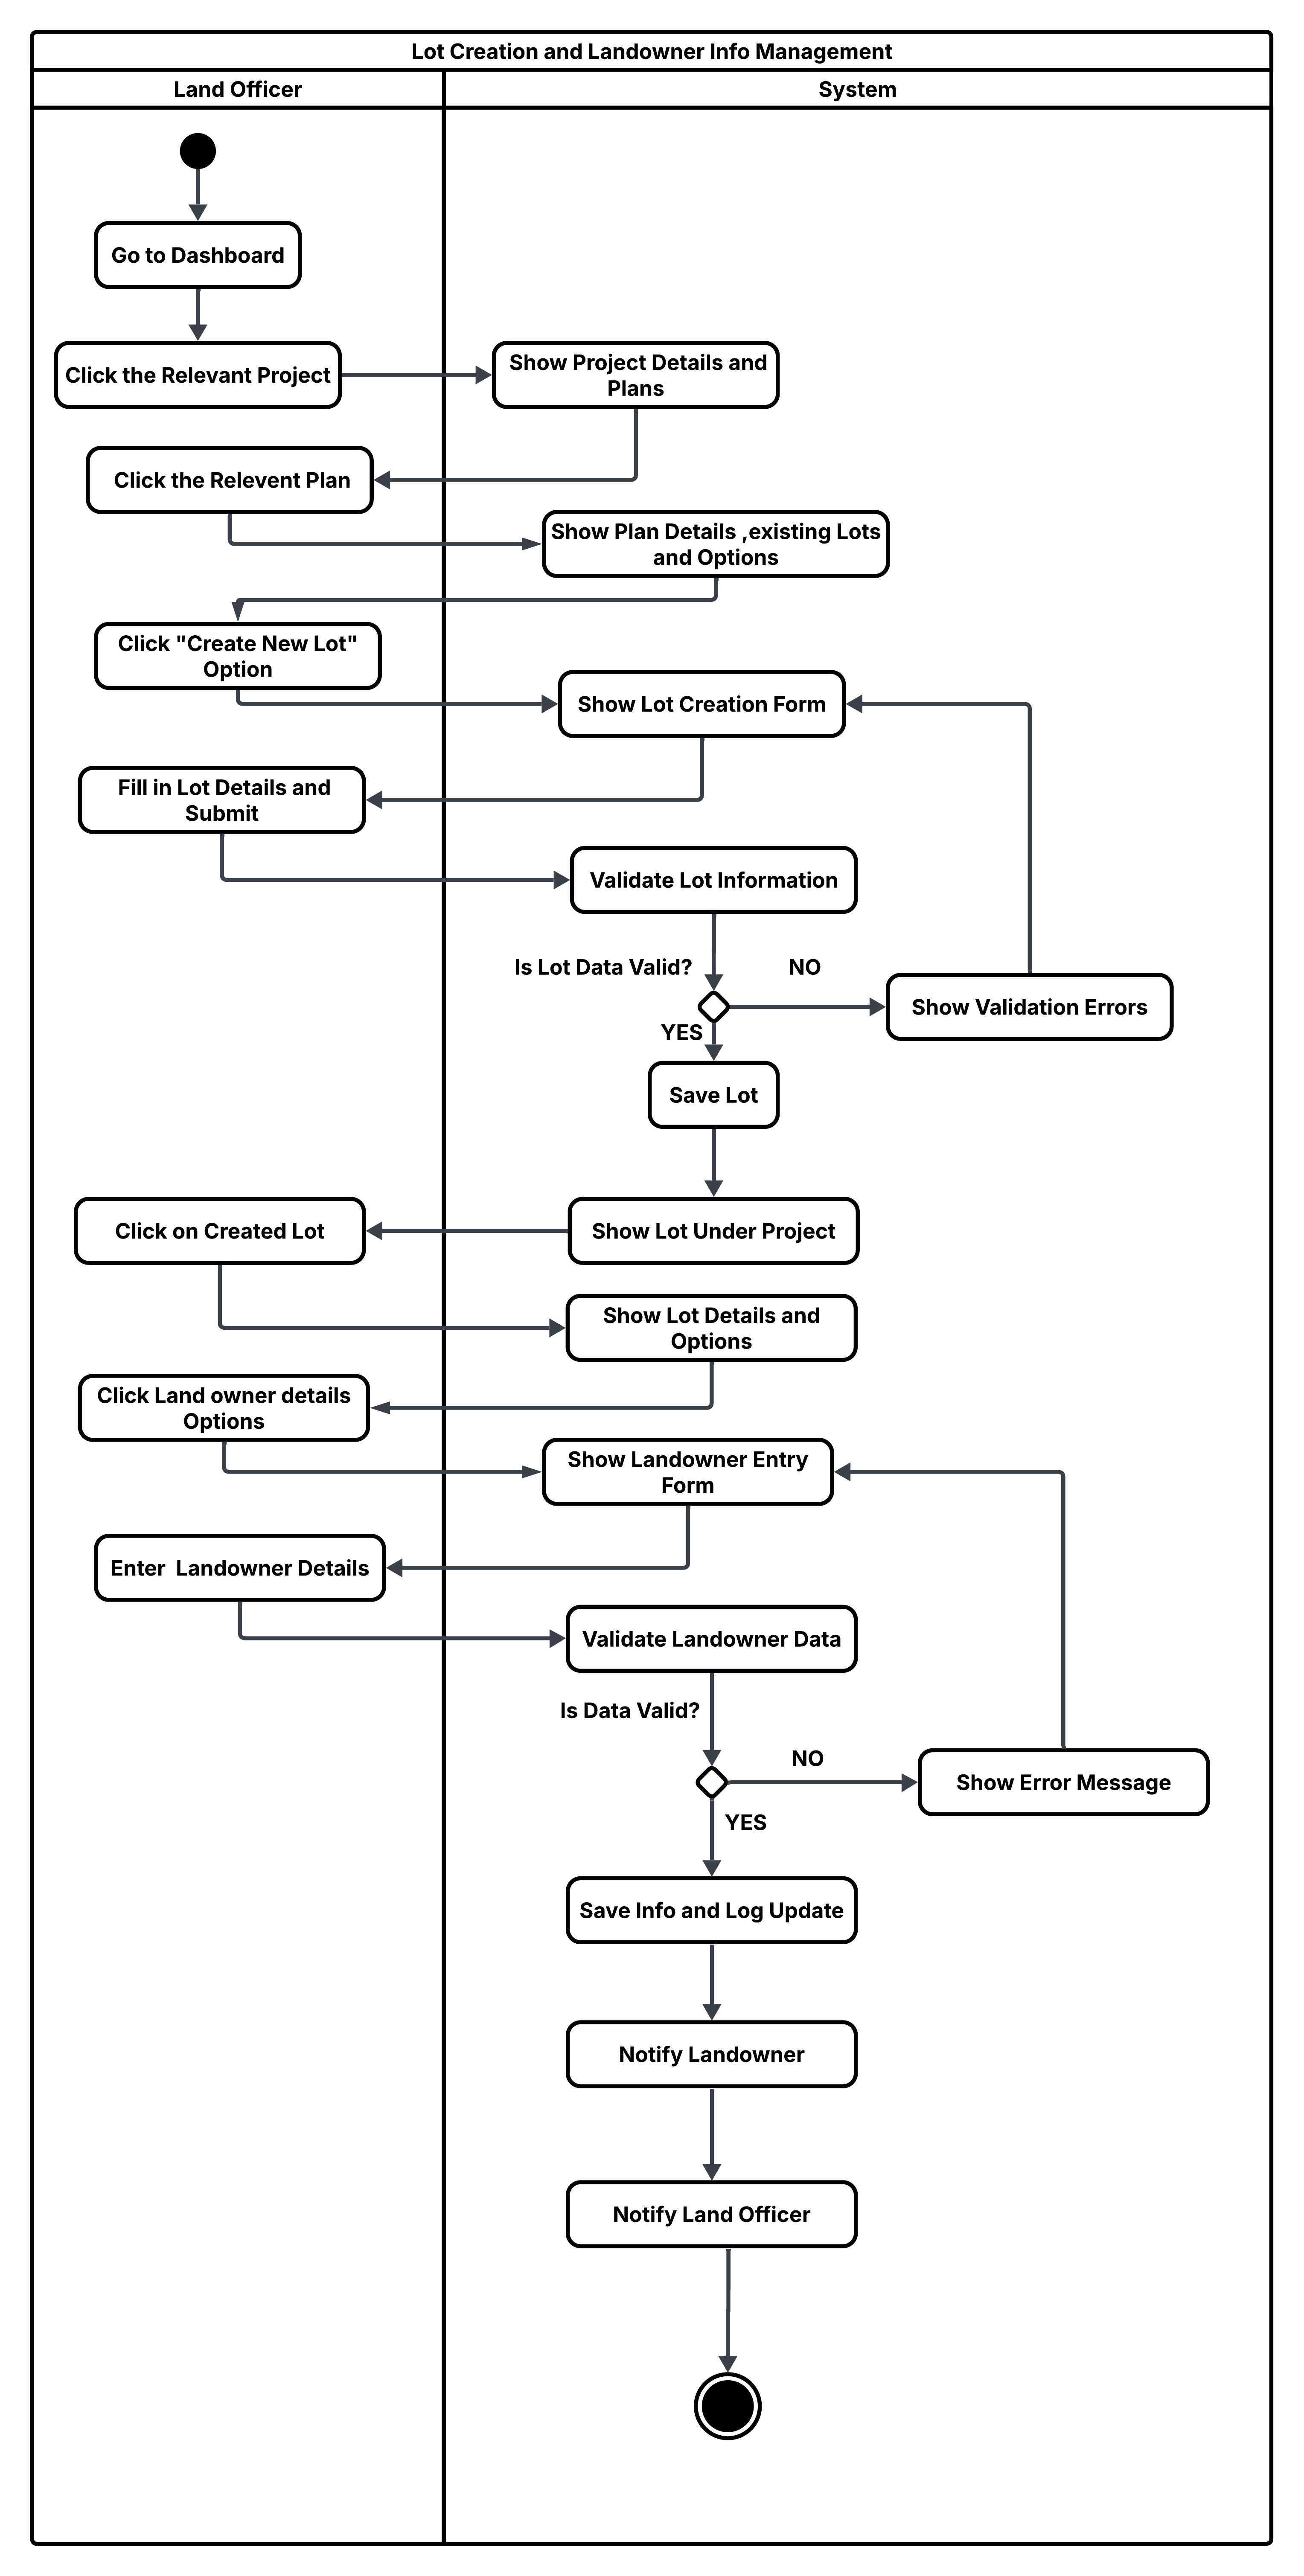 Lot Creation and Landowner Info Management
Land Officer
System
Go to Dashboard
Click the Relevant Project
Show Project Details and
Plans
Click the Relevent Plan
Show Plan Details ,existing Lots
and Options
Click "Create New Lot"
Option
Show Lot Creation Form
Fill in Lot Details and
Submit
Validate Lot Information
Is Lot Data Valid?
NO
Show Validation Errors
YES
Save Lot
Click on Created Lot
Show Lot Under Project
Show Lot Details and
Options
Click Land owner details
Options
Show Landowner Entry
Form
Enter  Landowner Details
Validate Landowner Data
Is Data Valid?
NO
Show Error Message
YES
Save Info and Log Update
Notify Landowner
Notify Land Officer